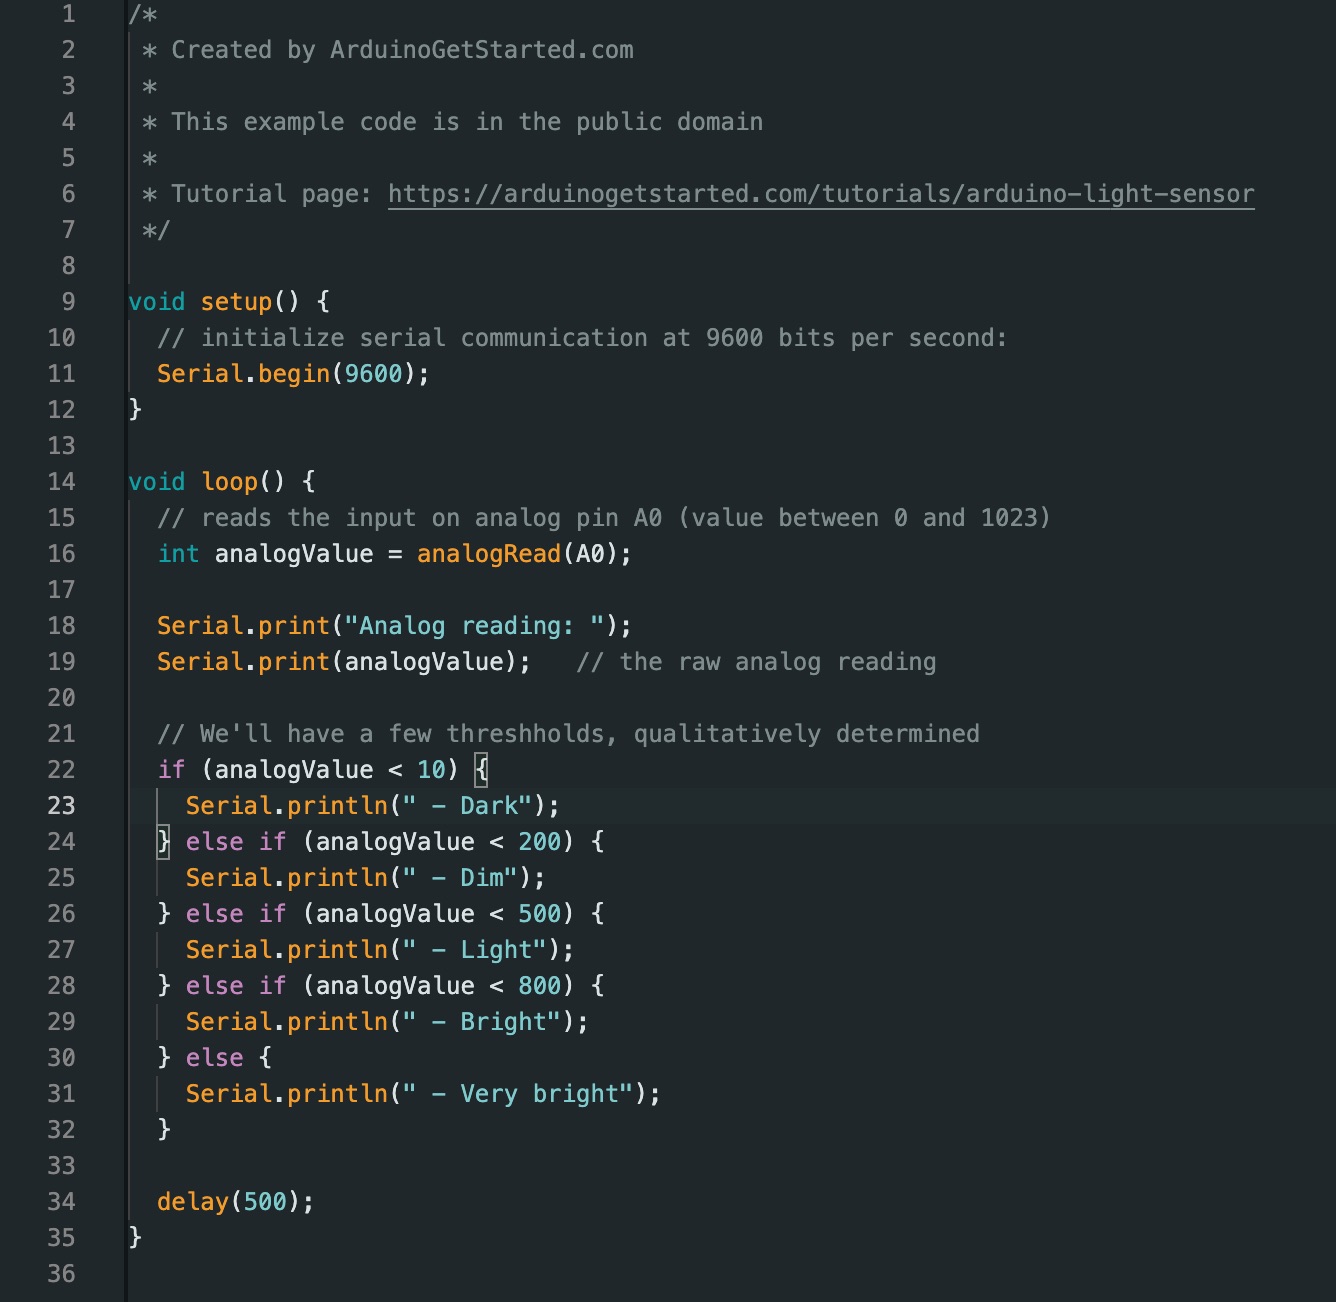 1 /*
2  * Created by ArduinoGetStarted.com
3  *
4  * This example code is in the public domain
5  *
6  * Tutorial page: https://arduinogetstarted.com/tutorials/arduino-light-sensor
7  */
8
9 void setup() {
10   // initialize serial communication at 9600 bits per second:
11   Serial.begin(9600);
12 }
13
14 void loop() {
15   // reads the input on analog pin A0 (value between 0 and 1023)
16   int analogValue = analogRead(A0);
17
18   Serial.print("Analog reading: ");
19   Serial.print(analogValue);   // the raw analog reading
20
21   // We'll have a few threshholds, qualitatively determined
22   if (analogValue < 10) {
23     Serial.println(" - Dark");
24   } else if (analogValue < 200) {
25     Serial.println(" - Dim");
26   } else if (analogValue < 500) {
27     Serial.println(" - Light");
28   } else if (analogValue < 800) {
29     Serial.println(" - Bright");
30   } else {
31     Serial.println(" - Very bright");
32   }
33
34   delay(500);
35 }
36